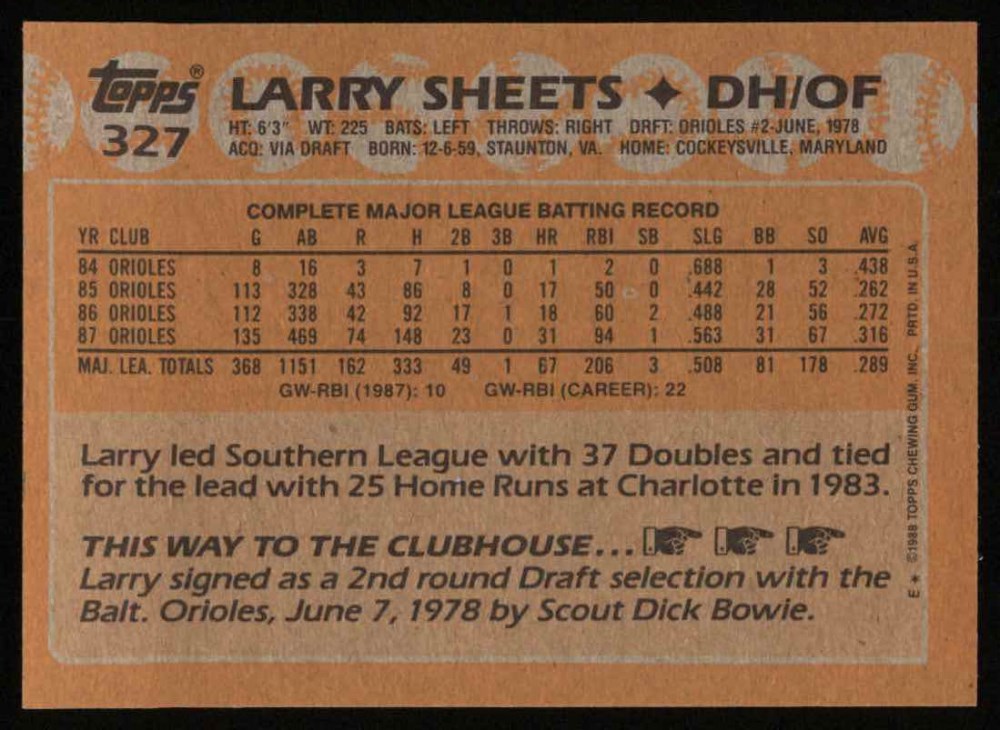 topps® LARRY SHEETS ✦ DH/OF
327 HT: 6'3" WT: 225 BATS: LEFT THROWS: RIGHT DRFT: ORIOLES #2-JUNE, 1978
ACQ: VIA DRAFT BORN: 12-6-59, STAUNTON, VA. HOME: COCKEYSVILLE, MARYLAND
COMPLETE MAJOR LEAGUE BATTING RECORD
YR CLUB G AB R H 2B 3B HR RBI SB SLG BB SO AVG
84 ORIOLES 8 16 3 7 1 0 1 2 0 .688 1 3 .438
85 ORIOLES 113 328 43 86 8 0 17 50 0 .442 28 52 .262
86 ORIOLES 112 338 42 92 17 1 18 60 2 .488 21 56 .272
87 ORIOLES 135 469 74 148 23 0 31 94 1 .563 31 67 .316
MAJ. LEA. TOTALS 368 1151 162 333 49 1 67 206 3 .508 81 178 .289
GW-RBI (1987): 10 GW-RBI (CAREER): 22
Larry led Southern League with 37 Doubles and tied
for the lead with 25 Home Runs at Charlotte in 1983.
THIS WAY TO THE CLUBHOUSE...
Larry signed as a 2nd round Draft selection with the
Balt. Orioles, June 7, 1978 by Scout Dick Bowie.
E* ©1988 TOPPS CHEWING GUM, INC. PRTD. IN U.S.A.